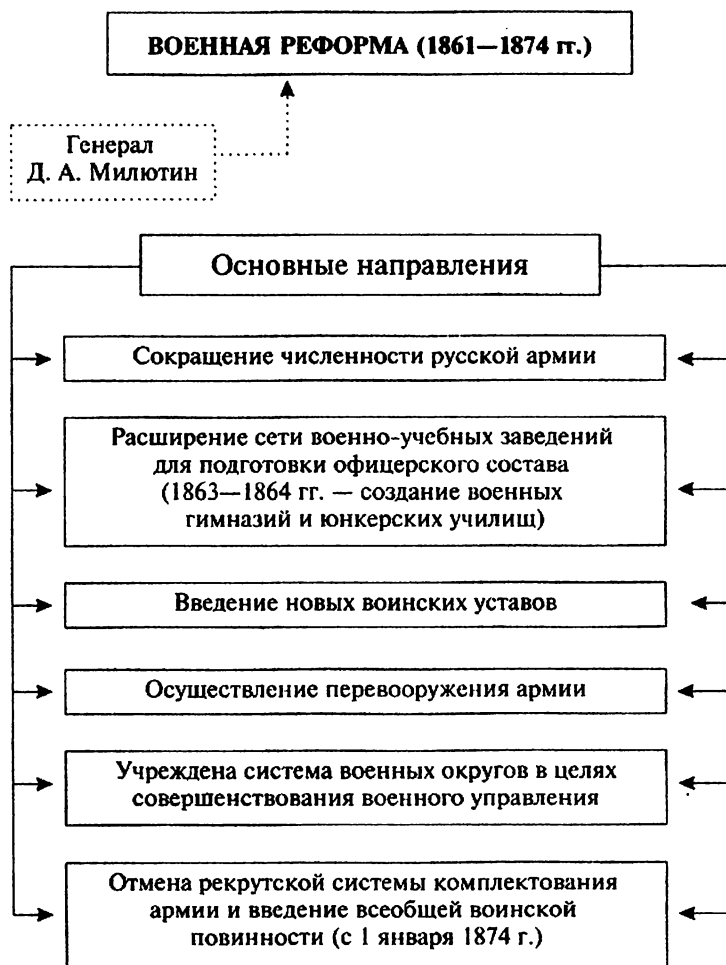 ВОЕННАЯ РЕФОРМА (1861—1874 гг.)
Генерал
Д. А. Милютин
Основные направления
Сокращение численности русской армии
Расширение сети военно-учебных заведений
для подготовки офицерского состава
(1863—1864 гг. — создание военных
гимназий и юнкерских училищ)
Введение новых воинских уставов
Осуществление перевооружения армии
Учреждена система военных округов в целях
совершенствования военного управления
Отмена рекрутской системы комплектования
армии и введение всеобщей воинской
повинности (с 1 января 1874 г.)